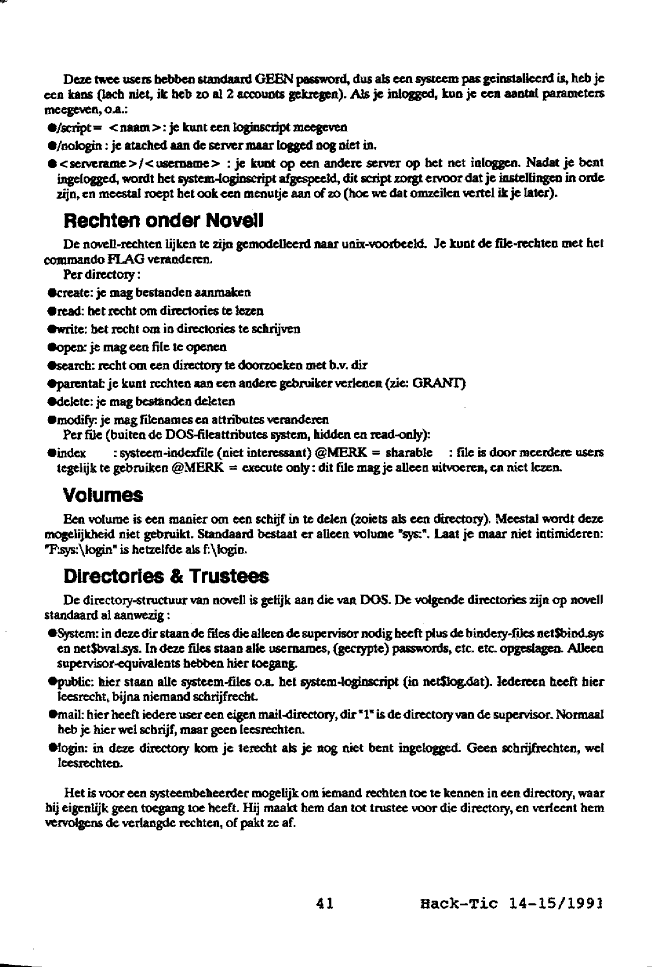 Deze twee users hebben standaard GEEN password, dus als een systeem pas geinstalleerd is, heb je
een kans (lach niet, ik heb zo al 2 accounts gekregen). Als je inlogged, kun je een aantal parameters
meegeven, o.a.:
●/script= <naam>: je kunt een loginscript meegeven
●/nologin : je atached aan de server maar logged nog niet in.
●<servername>/<username> : je kunt op een andere server op het net inloggen. Nadat je bent
ingelogged, wordt het system-loginscript afgespeeld, dit script zorgt ervoor dat je instellingen in orde
zijn, en meestal roept het ook een menutje aan of zo (hoe we dat omzeilen vertel ik je later).
Rechten onder Novell
De novell-rechten lijken te zijn gemodelleerd naar unix-voorbeeld. Je kunt de file-rechten met het
commando FLAG veranderen.
Per directory :
●create: je mag bestanden aanmaken
●read: het recht om directories te lezen
●write: het recht om in directories te schrijven
●open: je mag een file te openen
●search: recht om een directory te doorzoeken met b.v. dir
●parental: je kunt rechten aan een andere gebruiker verlenen (zie: GRANT)
●delete: je mag bestanden deleten
●modify: je mag filenames en attributes veranderen
Per file (buiten de DOS-fileattributes system, hidden en read-only):
●index : systeem-indexfile (niet interessant) @MERK = sharable : file is door meerdere users
tegelijk te gebruiken @MERK = execute only : dit file mag je alleen uitvoeren, en niet lezen.
Volumes
Een volume is een manier om een schijf in te delen (zoiets als een directory). Meestal wordt deze
mogelijkheid niet gebruikt. Standaard bestaat er alleen volume "sys:". Laat je maar niet intimideren:
"F:sys:\login" is hetzelfde als f:\login.
Directories & Trustees
De directory-structuur van novell is gelijk aan die van DOS. De volgende directories zijn op novell
standaard al aanwezig :
●System: in deze dir staan de files die alleen de supervisor nodig heeft plus de bindery-files net$bind.sys
en net$bval.sys. In deze files staan alle usernames, (gecrypte) passwords, etc. etc. opgeslagen. Alleen
supervisor-equivalents hebben hier toegang.
●public: hier staan alle systeem-files o.a. het system-loginscript (in net$log.dat). Iedereen heeft hier
leesrecht, bijna niemand schrijfrecht.
●mail: hier heeft iedere user een eigen mail-directory, dir "1" is de directory van de supervisor. Normaal
heb je hier wel schrijf, maar geen leesrechten.
●login: in deze directory kom je terecht als je nog niet bent ingelogged. Geen schrijfrechten, wel
leesrechten.
Het is voor een systeembeheerder mogelijk om iemand rechten toe te kennen in een directory, waar
hij eigenlijk geen toegang toe heeft. Hij maakt hem dan tot trustee voor die directory, en verleent hem
vervolgens de verlangde rechten, of pakt ze af.
41 Hack-Tic 14-15/1991